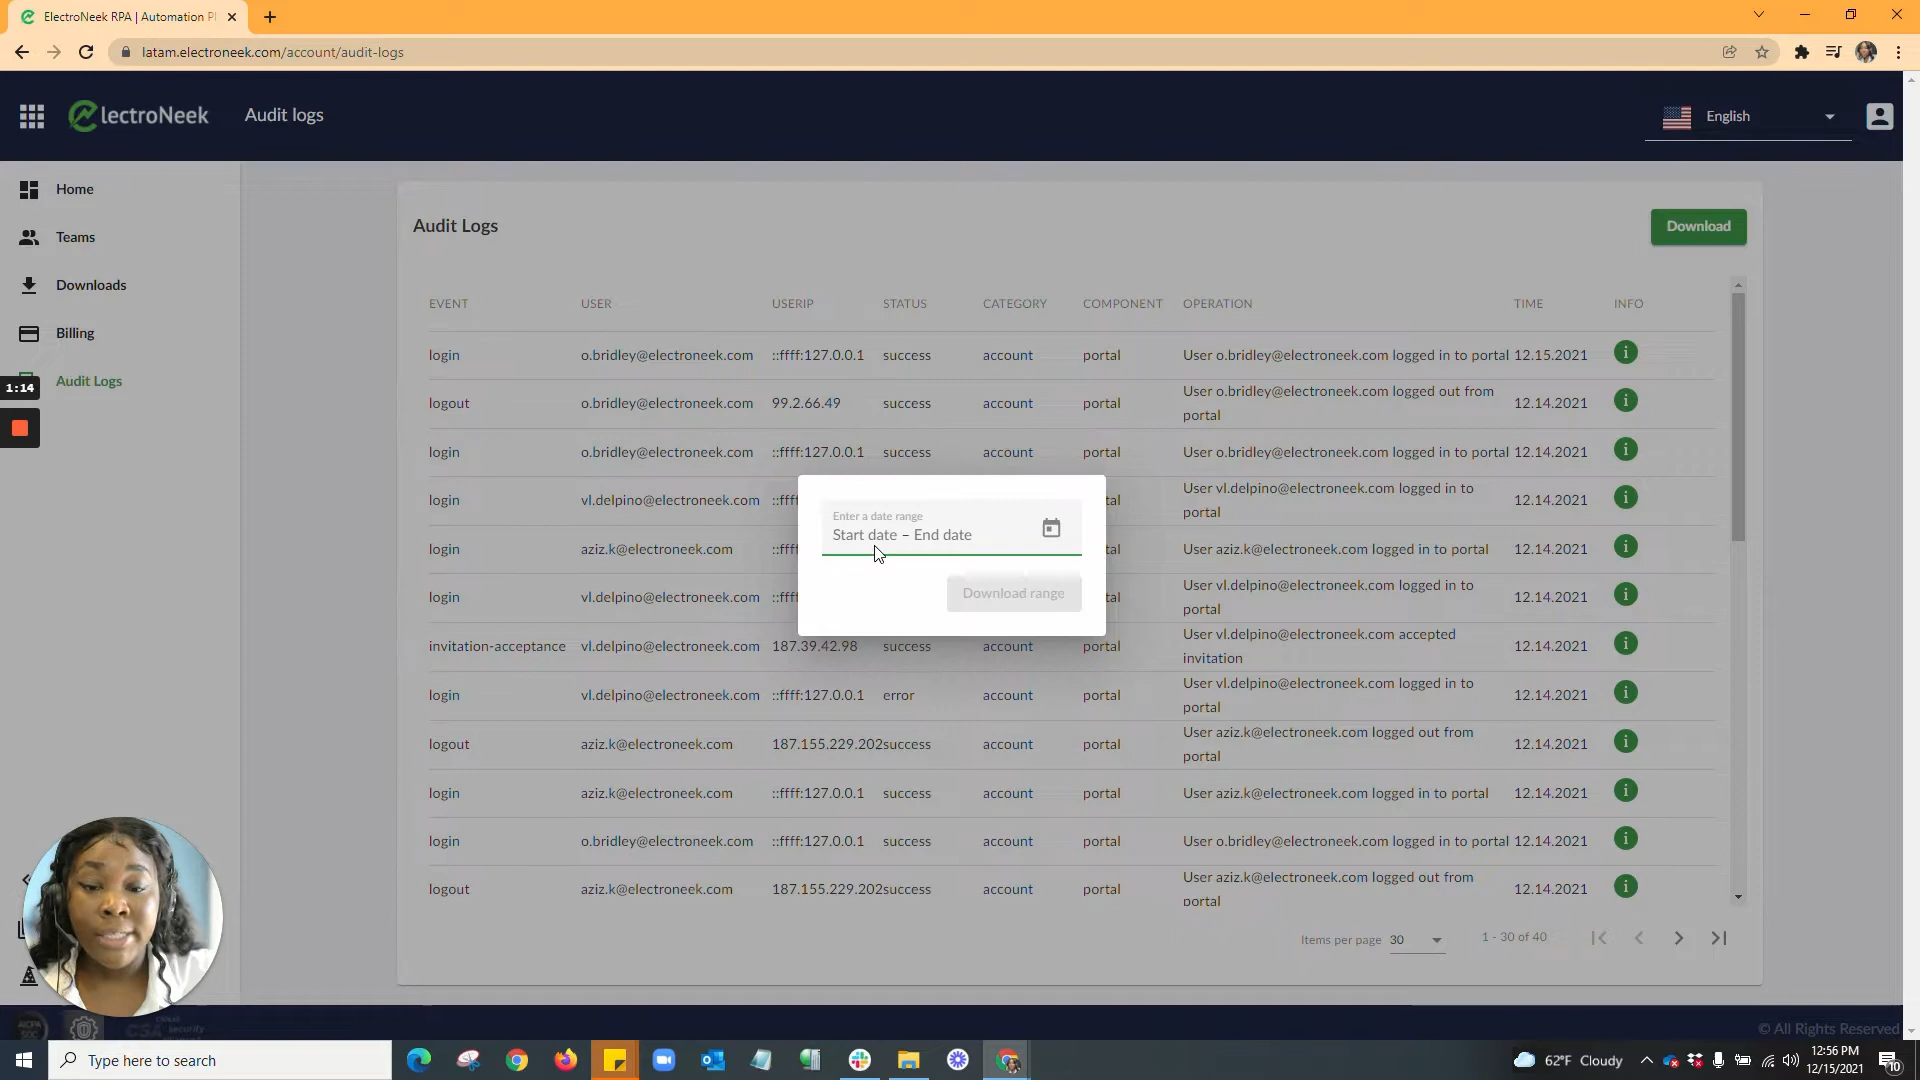 ElectroNeek RPA | Automation Pl
latam.electroneek.com/account/audit-logs
lectroNeek
Audit logs
English
Home
Teams
Downloads
Billing
Audit Logs
1:14
Audit Logs
Download
EVENT USER USERIP STATUS CATEGORY COMPONENT OPERATION TIME INFO
login o.bridley@electroneek.com ::ffff:127.0.0.1 success account portal User o.bridley@electroneek.com logged in to portal 12.15.2021
logout o.bridley@electroneek.com 99.2.66.49 success account portal User o.bridley@electroneek.com logged out from portal 12.14.2021
login o.bridley@electroneek.com ::ffff:127.0.0.1 success account portal User o.bridley@electroneek.com logged in to portal 12.14.2021
login vl.delpino@electroneek.com ::ffff tal User vl.delpino@electroneek.com logged in to portal 12.14.2021
login aziz.k@electroneek.com ::ffff tal User aziz.k@electroneek.com logged in to portal 12.14.2021
login vl.delpino@electroneek.com ::ffff tal User vl.delpino@electroneek.com logged in to portal 12.14.2021
invitation-acceptance vl.delpino@electroneek.com 187.39.42.98 success account portal User vl.delpino@electroneek.com accepted invitation 12.14.2021
login vl.delpino@electroneek.com ::ffff:127.0.0.1 error account portal User vl.delpino@electroneek.com logged in to portal 12.14.2021
logout aziz.k@electroneek.com 187.155.229.202 success account portal User aziz.k@electroneek.com logged out from portal 12.14.2021
login aziz.k@electroneek.com ::ffff:127.0.0.1 success account portal User aziz.k@electroneek.com logged in to portal 12.14.2021
login o.bridley@electroneek.com ::ffff:127.0.0.1 success account portal User o.bridley@electroneek.com logged in to portal 12.14.2021
logout aziz.k@electroneek.com 187.155.229.202 success account portal User aziz.k@electroneek.com logged out from portal 12.14.2021
Enter a date range
Start date – End date
Download range
Items per page 30 1 - 30 of 40
security
© All Rights Reserved
Type here to search
62°F Cloudy
12:56 PM
12/15/2021
10